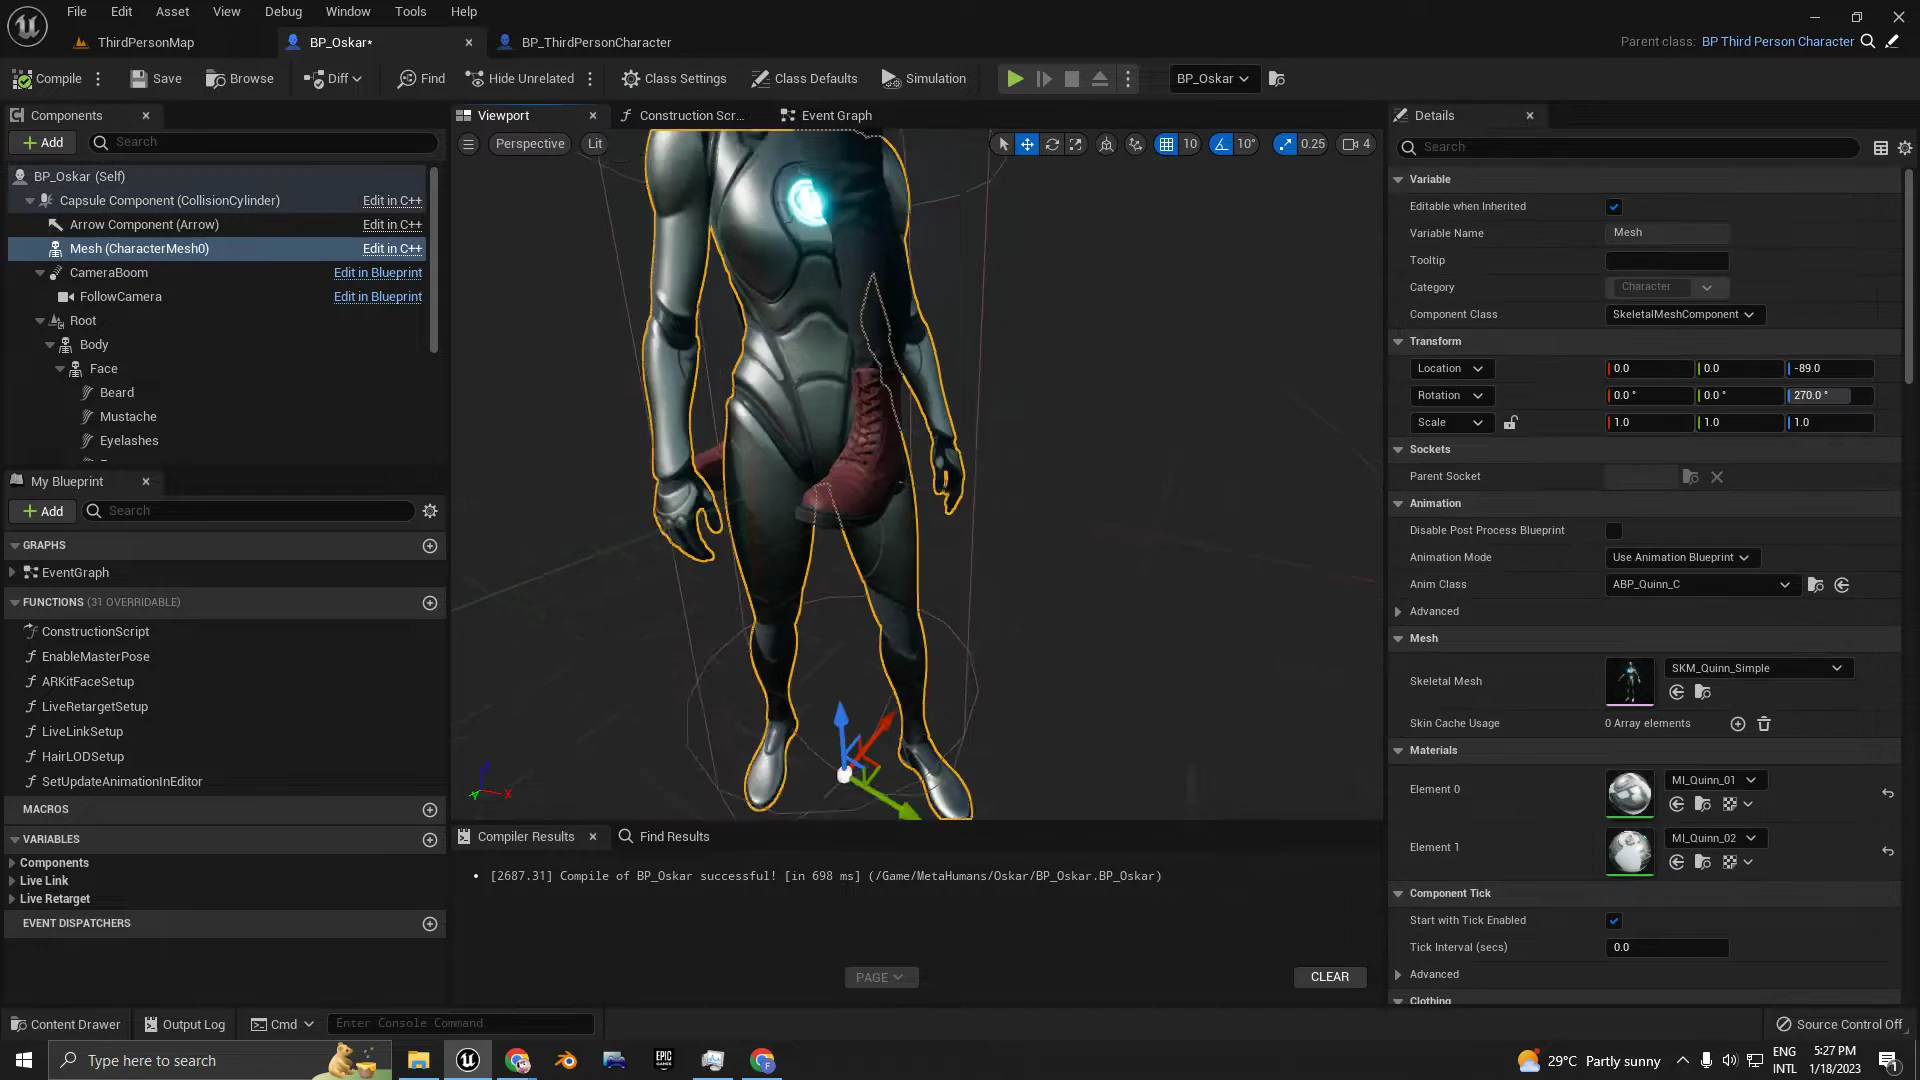 File Edit Asset View Window Debug Tools Help
ThirdPersonMap
BP_Oskar*
BP_ThirdPersonCharacter
Parent class: BP Third Person Character
Compile
Save
Browse
Diff
Find
Hide Unrelated
Class Settings
Class Defaults
Simulation
BP_Oskar
Components
Add
Search
BP_Oskar (Self)
Capsule Component (CollisionCylinder) Edit in C++
Arrow Component (Arrow) Edit in C++
Mesh (CharacterMesh0) Edit in C++
CameraBoom Edit in Blueprint
FollowCamera Edit in Blueprint
Root
Body
Face
Beard
Mustache
Eyelashes
My Blueprint
Add
Search
GRAPHS
EventGraph
FUNCTIONS (31 OVERRIDABLE)
ConstructionScript
EnableMasterPose
ARKitFaceSetup
LiveRetargetSetup
LiveLinkSetup
HairLODSetup
SetUpdateAnimationInEditor
MACROS
VARIABLES
Components
Live Link
Live Retarget
EVENT DISPATCHERS
Viewport
Construction Scr...
Event Graph
Perspective
Lit
10
10°
0.25
4
X
Compiler Results
Find Results
• [2687.31] Compile of BP_Oskar successful! [in 698 ms] (/Game/MetaHumans/Oskar/BP_Oskar.BP_Oskar)
PAGE
CLEAR
Details
Search
Variable
Editable when Inherited
Variable Name Mesh
Tooltip
Category Character
Component Class SkeletalMeshComponent
Transform
Location 0.0 0.0 -89.0
Rotation 0.0 ° 0.0 ° 270.0 °
Scale 1.0 1.0 1.0
Sockets
Parent Socket
Animation
Disable Post Process Blueprint
Animation Mode Use Animation Blueprint
Anim Class ABP_Quinn_C
Advanced
Mesh
Skeletal Mesh SKM_Quinn_Simple
Skin Cache Usage 0 Array elements
Materials
Element 0 MI_Quinn_01
Element 1 MI_Quinn_02
Component Tick
Start with Tick Enabled
Tick Interval (secs) 0.0
Advanced
Clothing
Content Drawer
Output Log
Cmd
Enter Console Command
Source Control Off
Type here to search
EPIC
GAMES
29°C Partly sunny
ENG
INTL
5:27 PM
1/18/2023
1